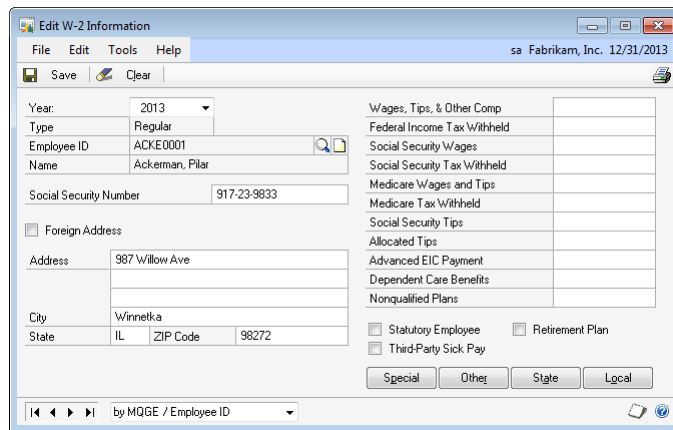 Edit W-2 Information
File Edit Tools Help sa Fabrikam, Inc. 12/31/2013
Save Clear
Year: 2013
Type Regular
Employee ID ACKE0001
Name Ackerman, Pilar
Social Security Number 917-23-9833
Foreign Address
Address 987 Willow Ave
City Winnetka
State IL ZIP Code 98272
Wages, Tips, & Other Comp
Federal Income Tax Withheld
Social Security Wages
Social Security Tax Withheld
Medicare Wages and Tips
Medicare Tax Withheld
Social Security Tips
Allocated Tips
Advanced EIC Payment
Dependent Care Benefits
Nonqualified Plans
Statutory Employee Retirement Plan
Third-Party Sick Pay
Special Other State Local
by MQGE / Employee ID